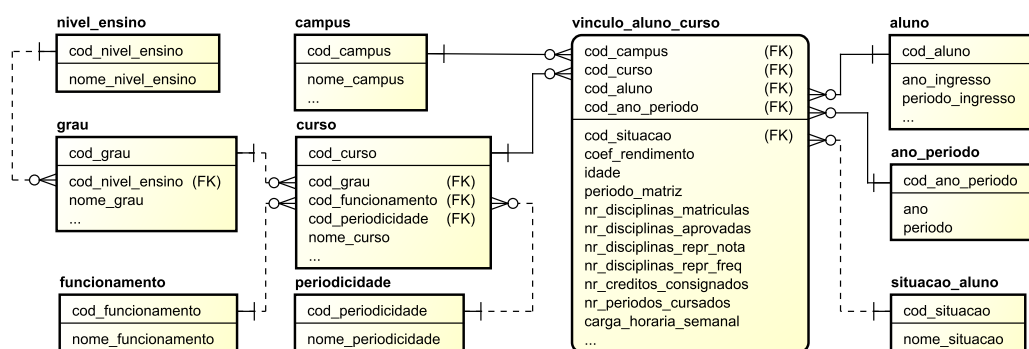 nivel_ensino
cod_nivel_ensino
nome_nivel_ensino
campus
cod_campus
nome_campus
...
vinculo_aluno_curso
cod_campus (FK)
cod_curso (FK)
cod_aluno (FK)
cod_ano_periodo (FK)
cod_situacao (FK)
coef_rendimento
idade
periodo_matriz
nr_disciplinas_matriculas
nr_disciplinas_aprovadas
nr_disciplinas_repr_nota
nr_disciplinas_repr_freq
nr_creditos_consignados
nr_periodos_cursados
carga_horaria_semanal
...
aluno
cod_aluno
ano_ingresso
periodo_ingresso
...
grau
cod_grau
cod_nivel_ensino (FK)
nome_grau
...
curso
cod_curso
cod_grau (FK)
cod_funcionamento (FK)
cod_periodicidade (FK)
nome_curso
...
ano_periodo
cod_ano_periodo
ano
periodo
funcionamento
cod_funcionamento
nome_funcionamento
periodicidade
cod_periodicidade
nome_periodicidade
situacao_aluno
cod_situacao
nome_situacao